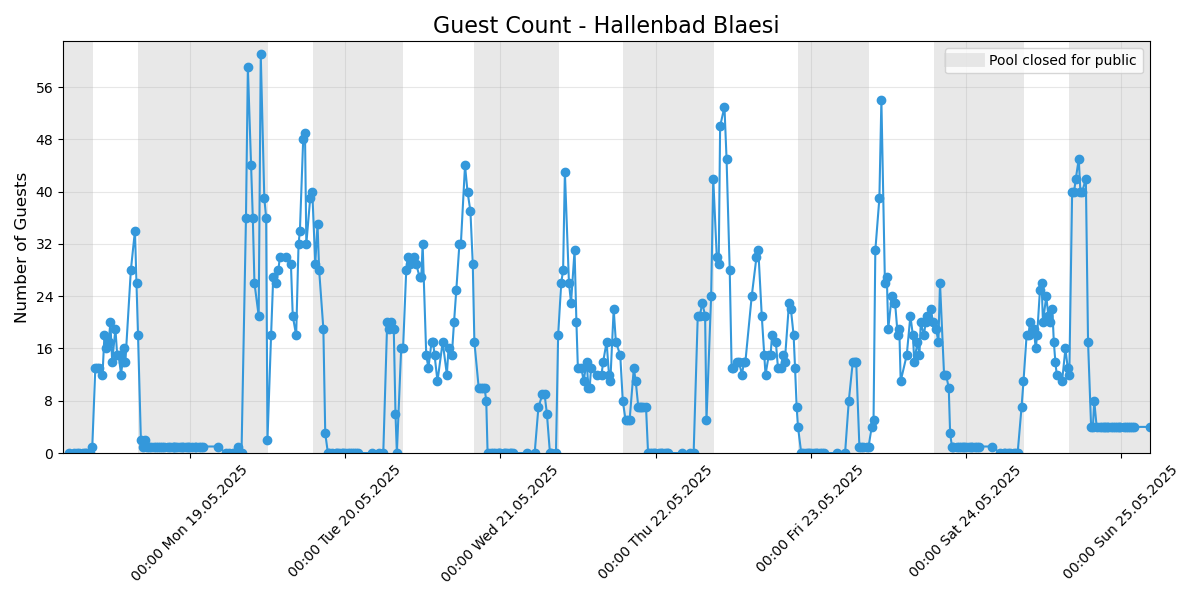 Guest Count - Hallenbad Blaesi
Pool closed for public
Number of Guests
56
48
40
32
24
16
8
0
00:00 Mon 19.05.2025
00:00 Tue 20.05.2025
00:00 Wed 21.05.2025
00:00 Thu 22.05.2025
00:00 Fri 23.05.2025
00:00 Sat 24.05.2025
00:00 Sun 25.05.2025